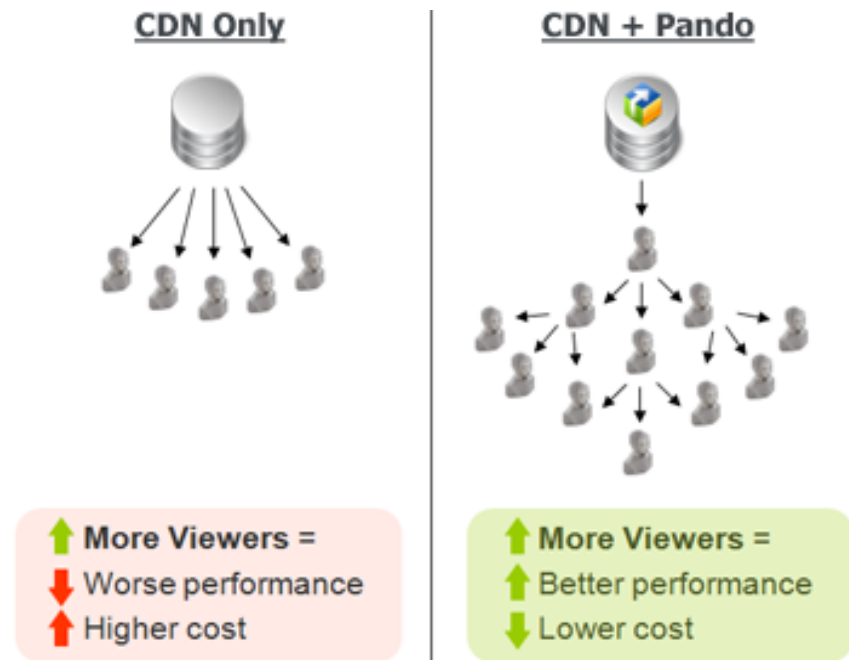 CDN Only
More Viewers =
Worse performance
Higher cost
CDN + Pando
More Viewers =
Better performance
Lower cost